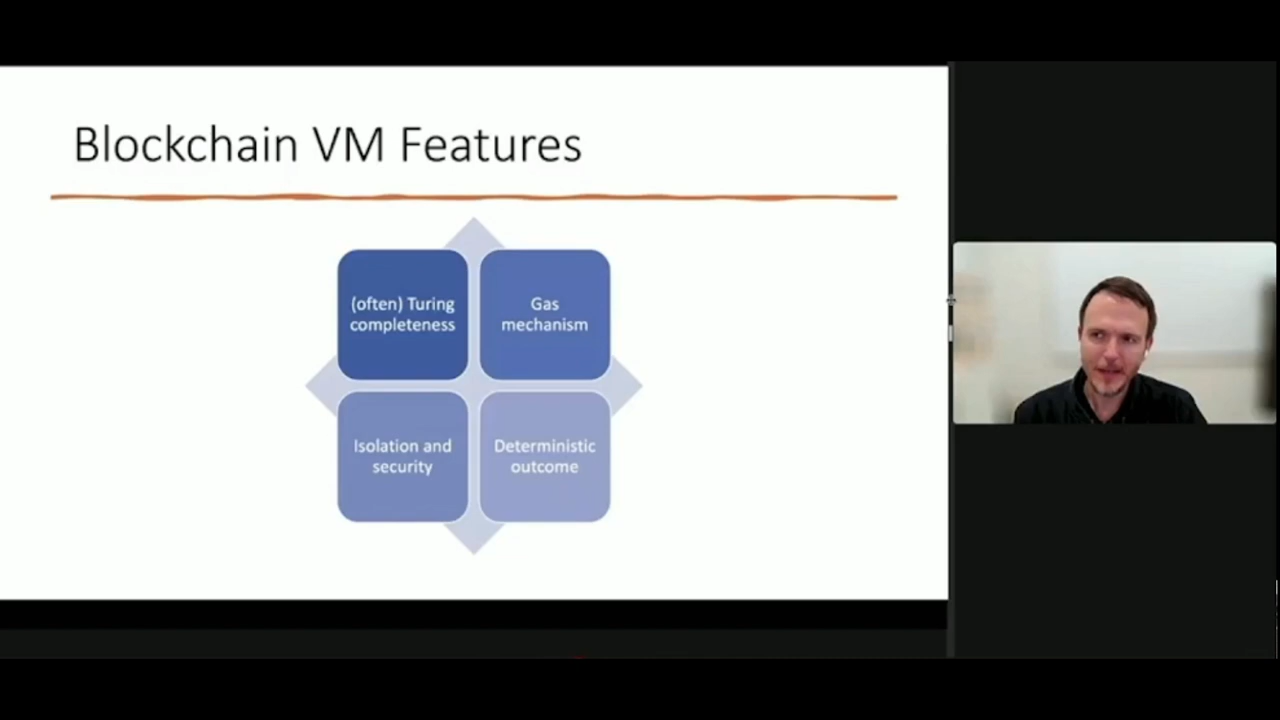 Blockchain VM Features
(often) Turing
completeness
Gas
mechanism
Isolation and
security
Deterministic
outcome